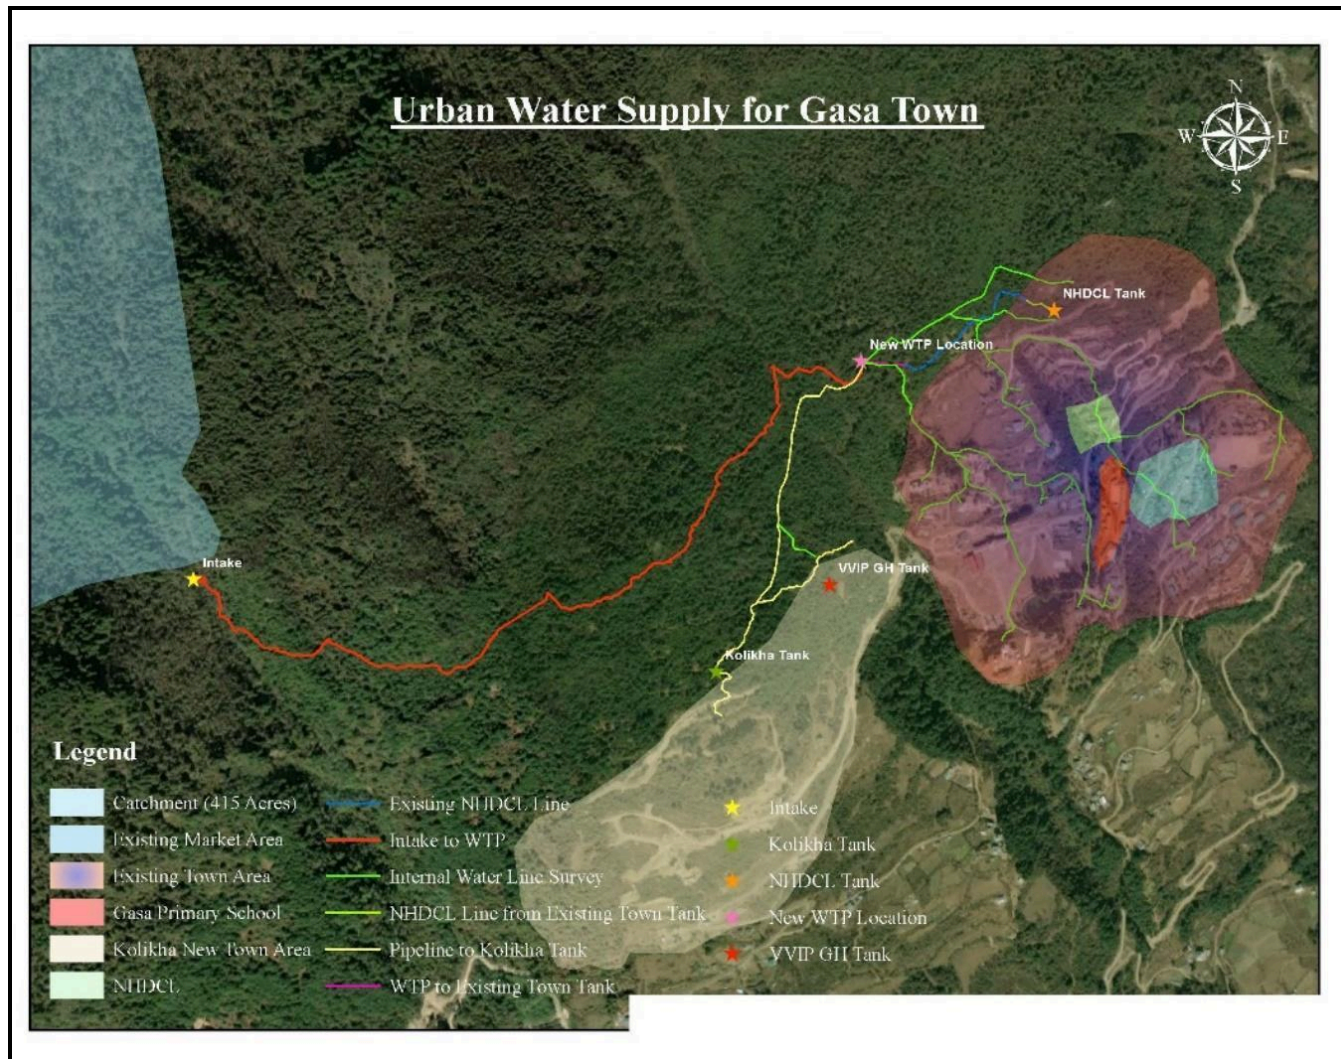 Urban Water Supply for Gasa Town
N
W
E
S
NHDCL Tank
New WTP Location
Intake
VVIP GH Tank
Kolikha Tank
Legend
Catchment (415 Acres)
Existing Market Area
Existing Town Area
Gasa Primary School
Kolikha New Town Area
NHDCL
Existing NHDCL Line
Intake to WTP
Internal Water Line Survey
NHDCL Line from Existing Town Tank
Pipeline to Kolikha Tank
WTP to Existing Town Tank
Intake
Kolikha Tank
NHDCL Tank
New WTP Location
VVIP GH Tank